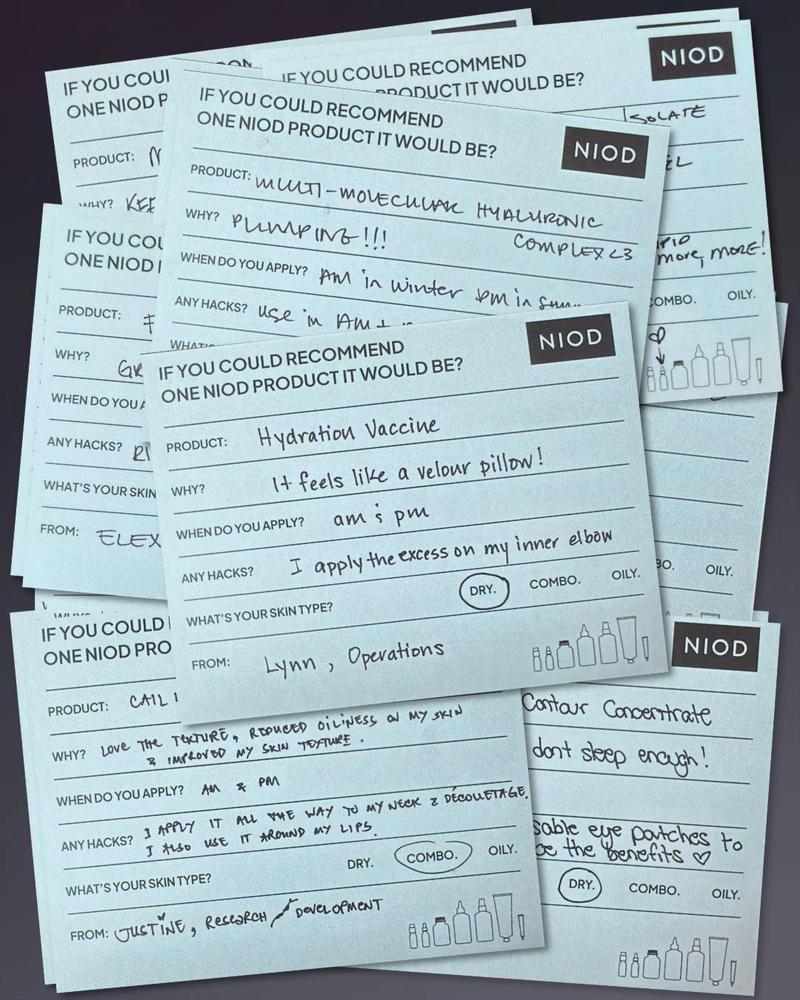 IF YOU COULD RECOMMEND
ONE NIOD PRODUCT IT WOULD BE?
NIOD
ISOLATE
more, MORE!
COMBO. OILY.
IF YOU
ONE NIOD
PRODUCT:
WHY?
IF YOU COULD RECOMMEND
ONE NIOD PRODUCT IT WOULD BE?
NIOD
PRODUCT: MULTI-MOLECULAR HYALURONIC
COMPLEX <3
WHY? PLUMPING!!!
WHEN DO YOU APPLY? AM in winter pm in
ANY HACKS? use in AM +
IF YOU
ONE NIOD
PRODUCT:
WHY?
WHEN DO YOU
ANY HACKS?
WHAT'S YOUR SKIN
FROM:
IF YOU COULD RECOMMEND
ONE NIOD PRODUCT IT WOULD BE?
NIOD
PRODUCT: Hydration Vaccine
WHY? It feels like a velour pillow!
WHEN DO YOU APPLY? am & pm
ANY HACKS? I apply the excess on my inner elbow
WHAT'S YOUR SKIN TYPE? DRY. COMBO. OILY.
FROM: Lynn, Operations
OILY.
IF YOU COULD
ONE NIOD
PRODUCT:
WHY? LOVE THE TEXTURE, REDUCED OILINESS ON MY SKIN
& IMPROVED MY SKIN TEXTURE.
WHEN DO YOU APPLY? AM & PM
ANY HACKS? I APPLY IT ALL THE WAY TO MY NECK & DÉCOLLETAGE.
I ALSO USE IT AROUND MY LIPS.
WHAT'S YOUR SKIN TYPE? DRY. COMBO. OILY.
FROM: JUSTINE, RESEARCH / DEVELOPMENT
NIOD
Contour Concentrate
dont sleep enough!
eye patches to
the benefits ♡
DRY. COMBO. OILY.